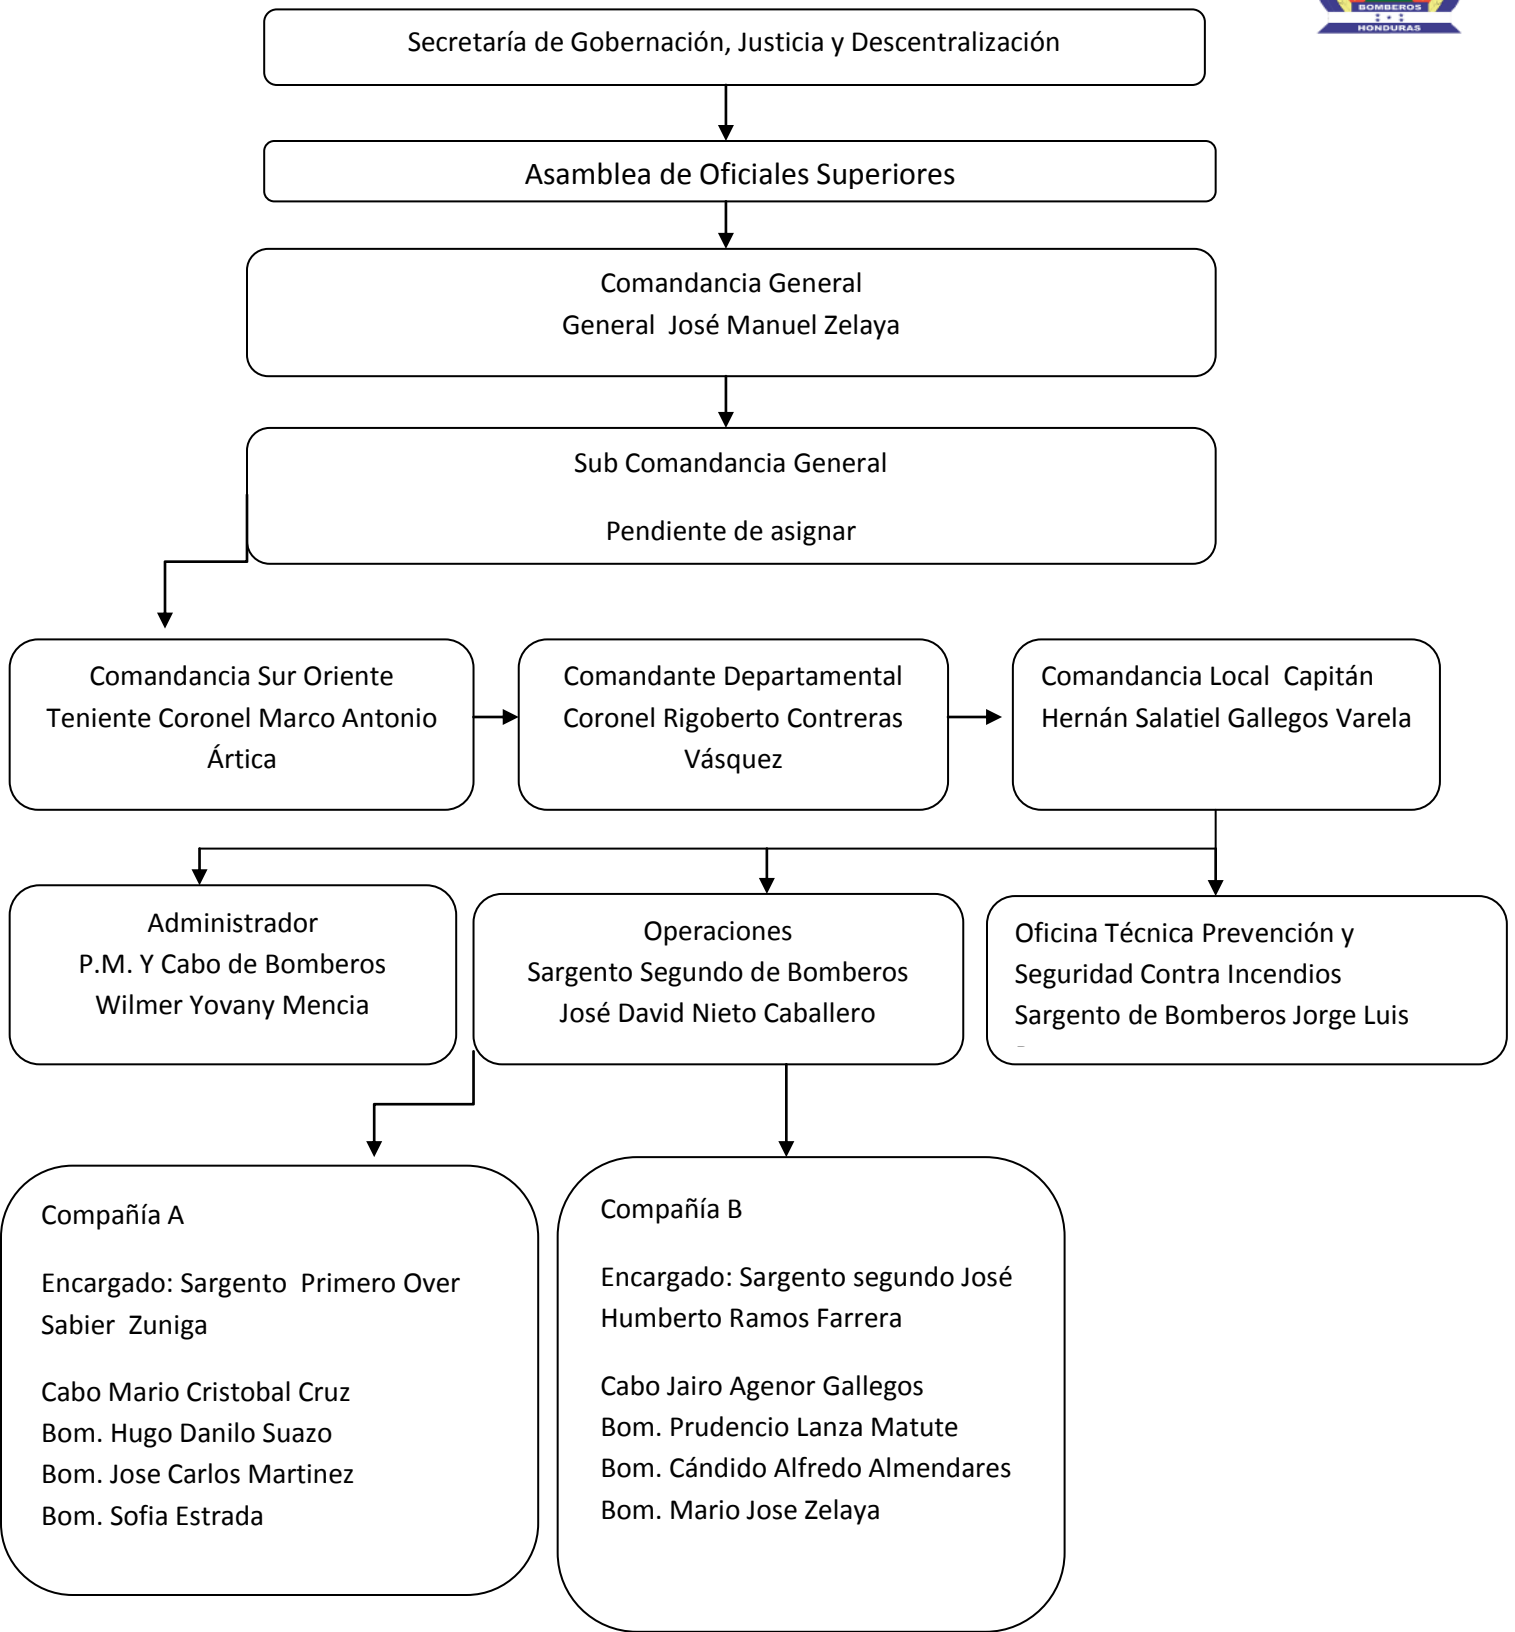 BOMBEROS
HONDURAS
Secretaría de Gobernación, Justicia y Descentralización
Asamblea de Oficiales Superiores
Comandancia General
General  José Manuel Zelaya
Sub Comandancia General
Pendiente de asignar
Comandancia Sur Oriente
Teniente Coronel Marco Antonio
Ártica
Comandante Departamental
Coronel Rigoberto Contreras
Vásquez
Comandancia Local  Capitán
Hernán Salatiel Gallegos Varela
Administrador
P.M. Y Cabo de Bomberos
Wilmer Yovany Mencia
Operaciones
Sargento Segundo de Bomberos
José David Nieto Caballero
Oficina Técnica Prevención y
Seguridad Contra Incendios
Sargento de Bomberos Jorge Luis
Compañía A
Encargado: Sargento  Primero Over
Sabier  Zuniga
Cabo Mario Cristobal Cruz
Bom. Hugo Danilo Suazo
Bom. Jose Carlos Martinez
Bom. Sofia Estrada
Compañía B
Encargado: Sargento segundo José
Humberto Ramos Farrera
Cabo Jairo Agenor Gallegos
Bom. Prudencio Lanza Matute
Bom. Cándido Alfredo Almendares
Bom. Mario Jose Zelaya